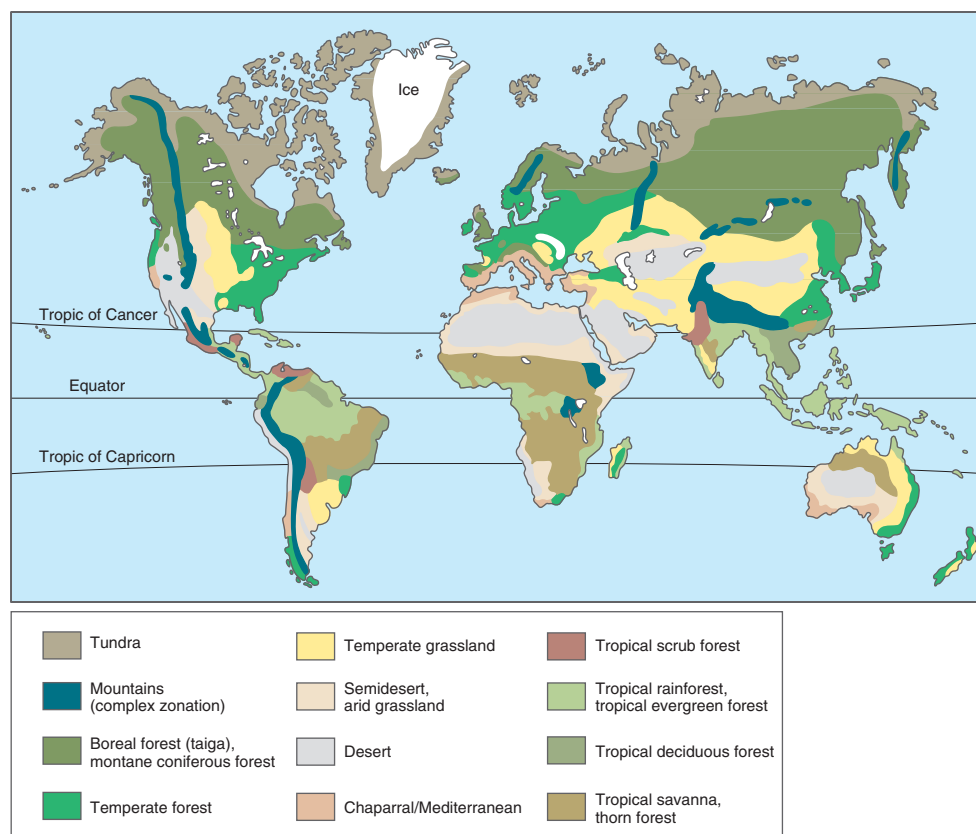 Ice
Tropic of Cancer
Equator
Tropic of Capricorn
Tundra
Mountains
(complex zonation)
Boreal forest (taiga),
montane coniferous forest
Temperate forest
Temperate grassland
Semidesert,
arid grassland
Desert
Chaparral/Mediterranean
Tropical scrub forest
Tropical rainforest,
tropical evergreen forest
Tropical deciduous forest
Tropical savanna,
thorn forest